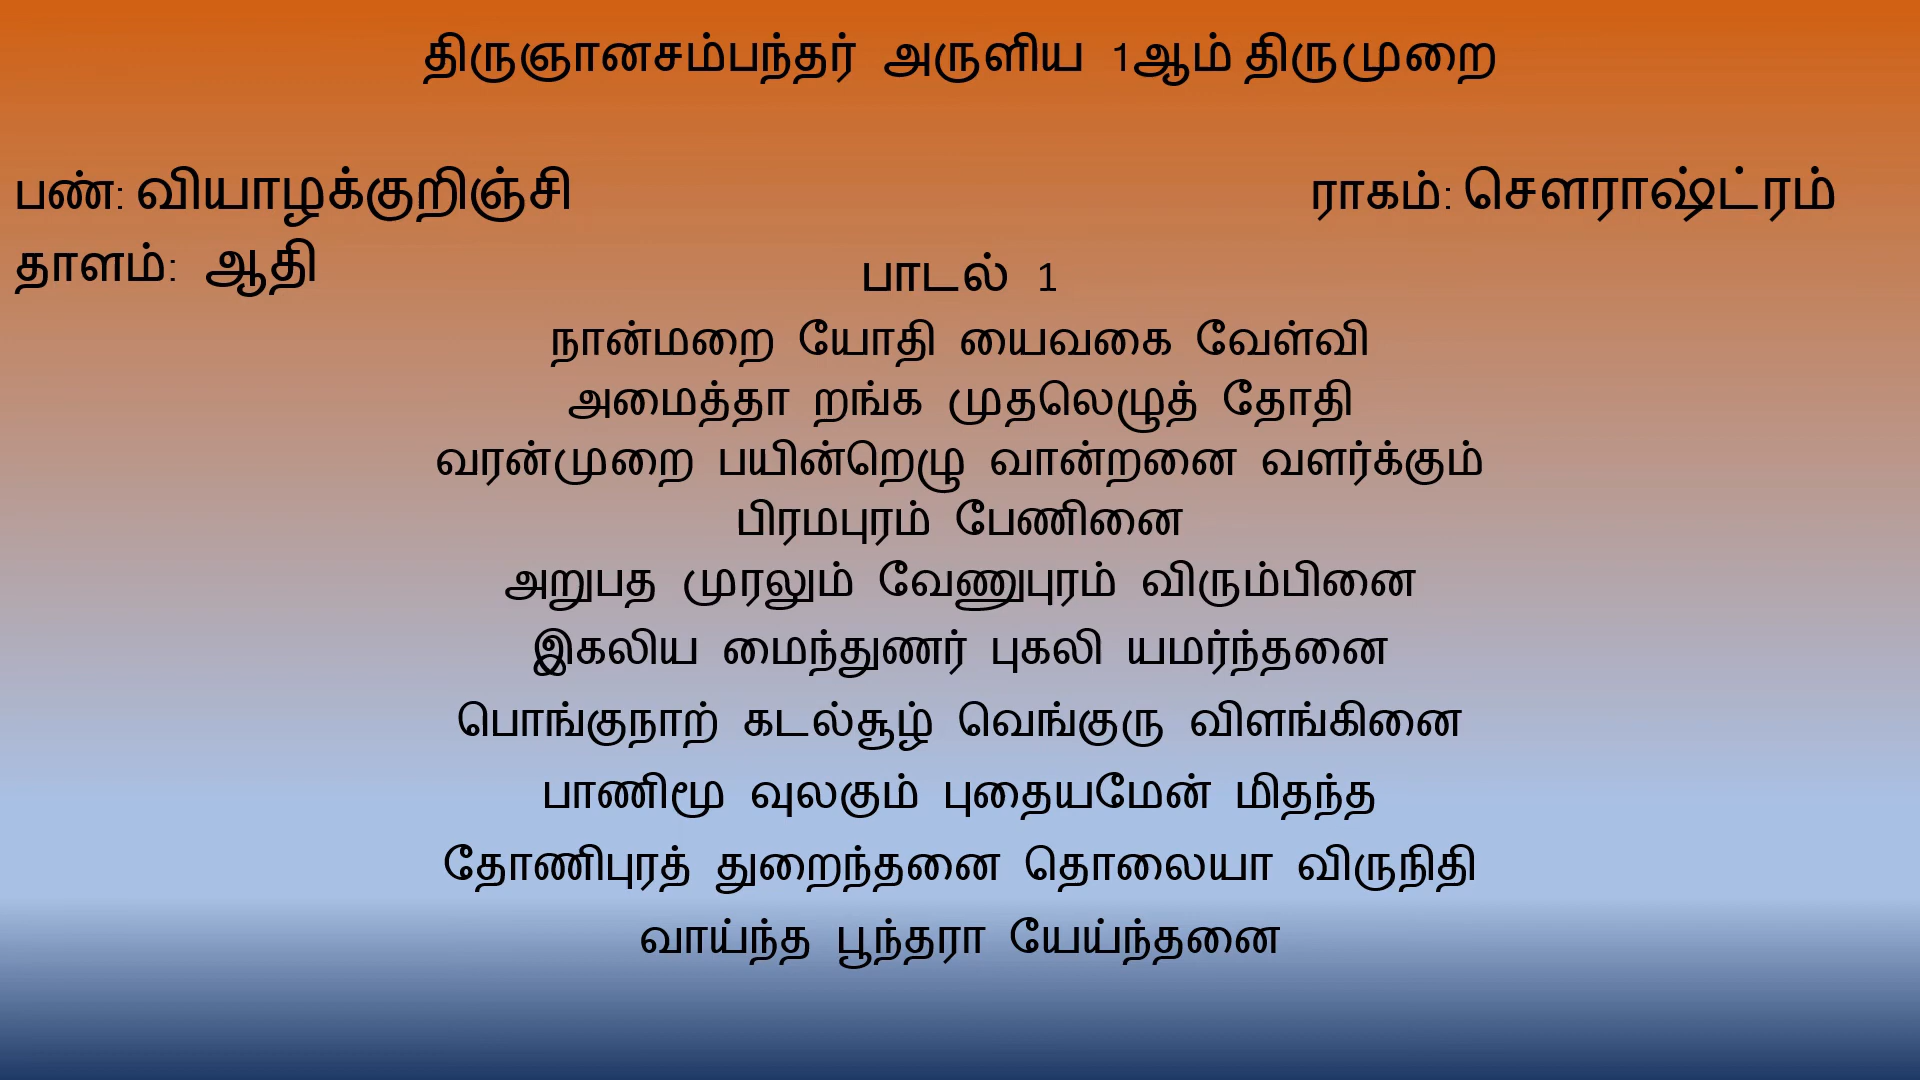 திருஞானசம்பந்தர் அருளிய 1ஆம் திருமுறை
பண்: வியாழக்குறிஞ்சி
ராகம்: சௌராஷ்ட்ரம்
தாளம்: ஆதி
பாடல் 1
நான்மறை யோதி யைவகை வேள்வி
அமைத்தா றங்க முதலெழுத் தோதி
வரன்முறை பயின்றெழு வான்றனை வளர்க்கும்
பிரமபுரம் பேணினை
அறுபத முரலும் வேணுபுரம் விரும்பினை
இகலிய மைந்துணர் புகலி யமர்ந்தனை
பொங்குநாற் கடல்சூழ் வெங்குரு விளங்கினை
பாணிமூ வுலகும் புதையமேன் மிதந்த
தோணிபுரத் துறைந்தனை தொலையா விருநிதி
வாய்ந்த பூந்தரா யேய்ந்தனை